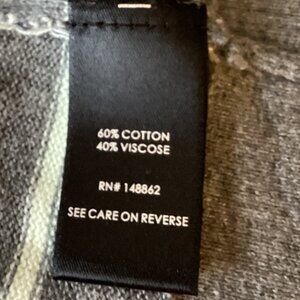 60% COTTON
40% VISCOSE
RN# 148862
SEE CARE ON REVERSE